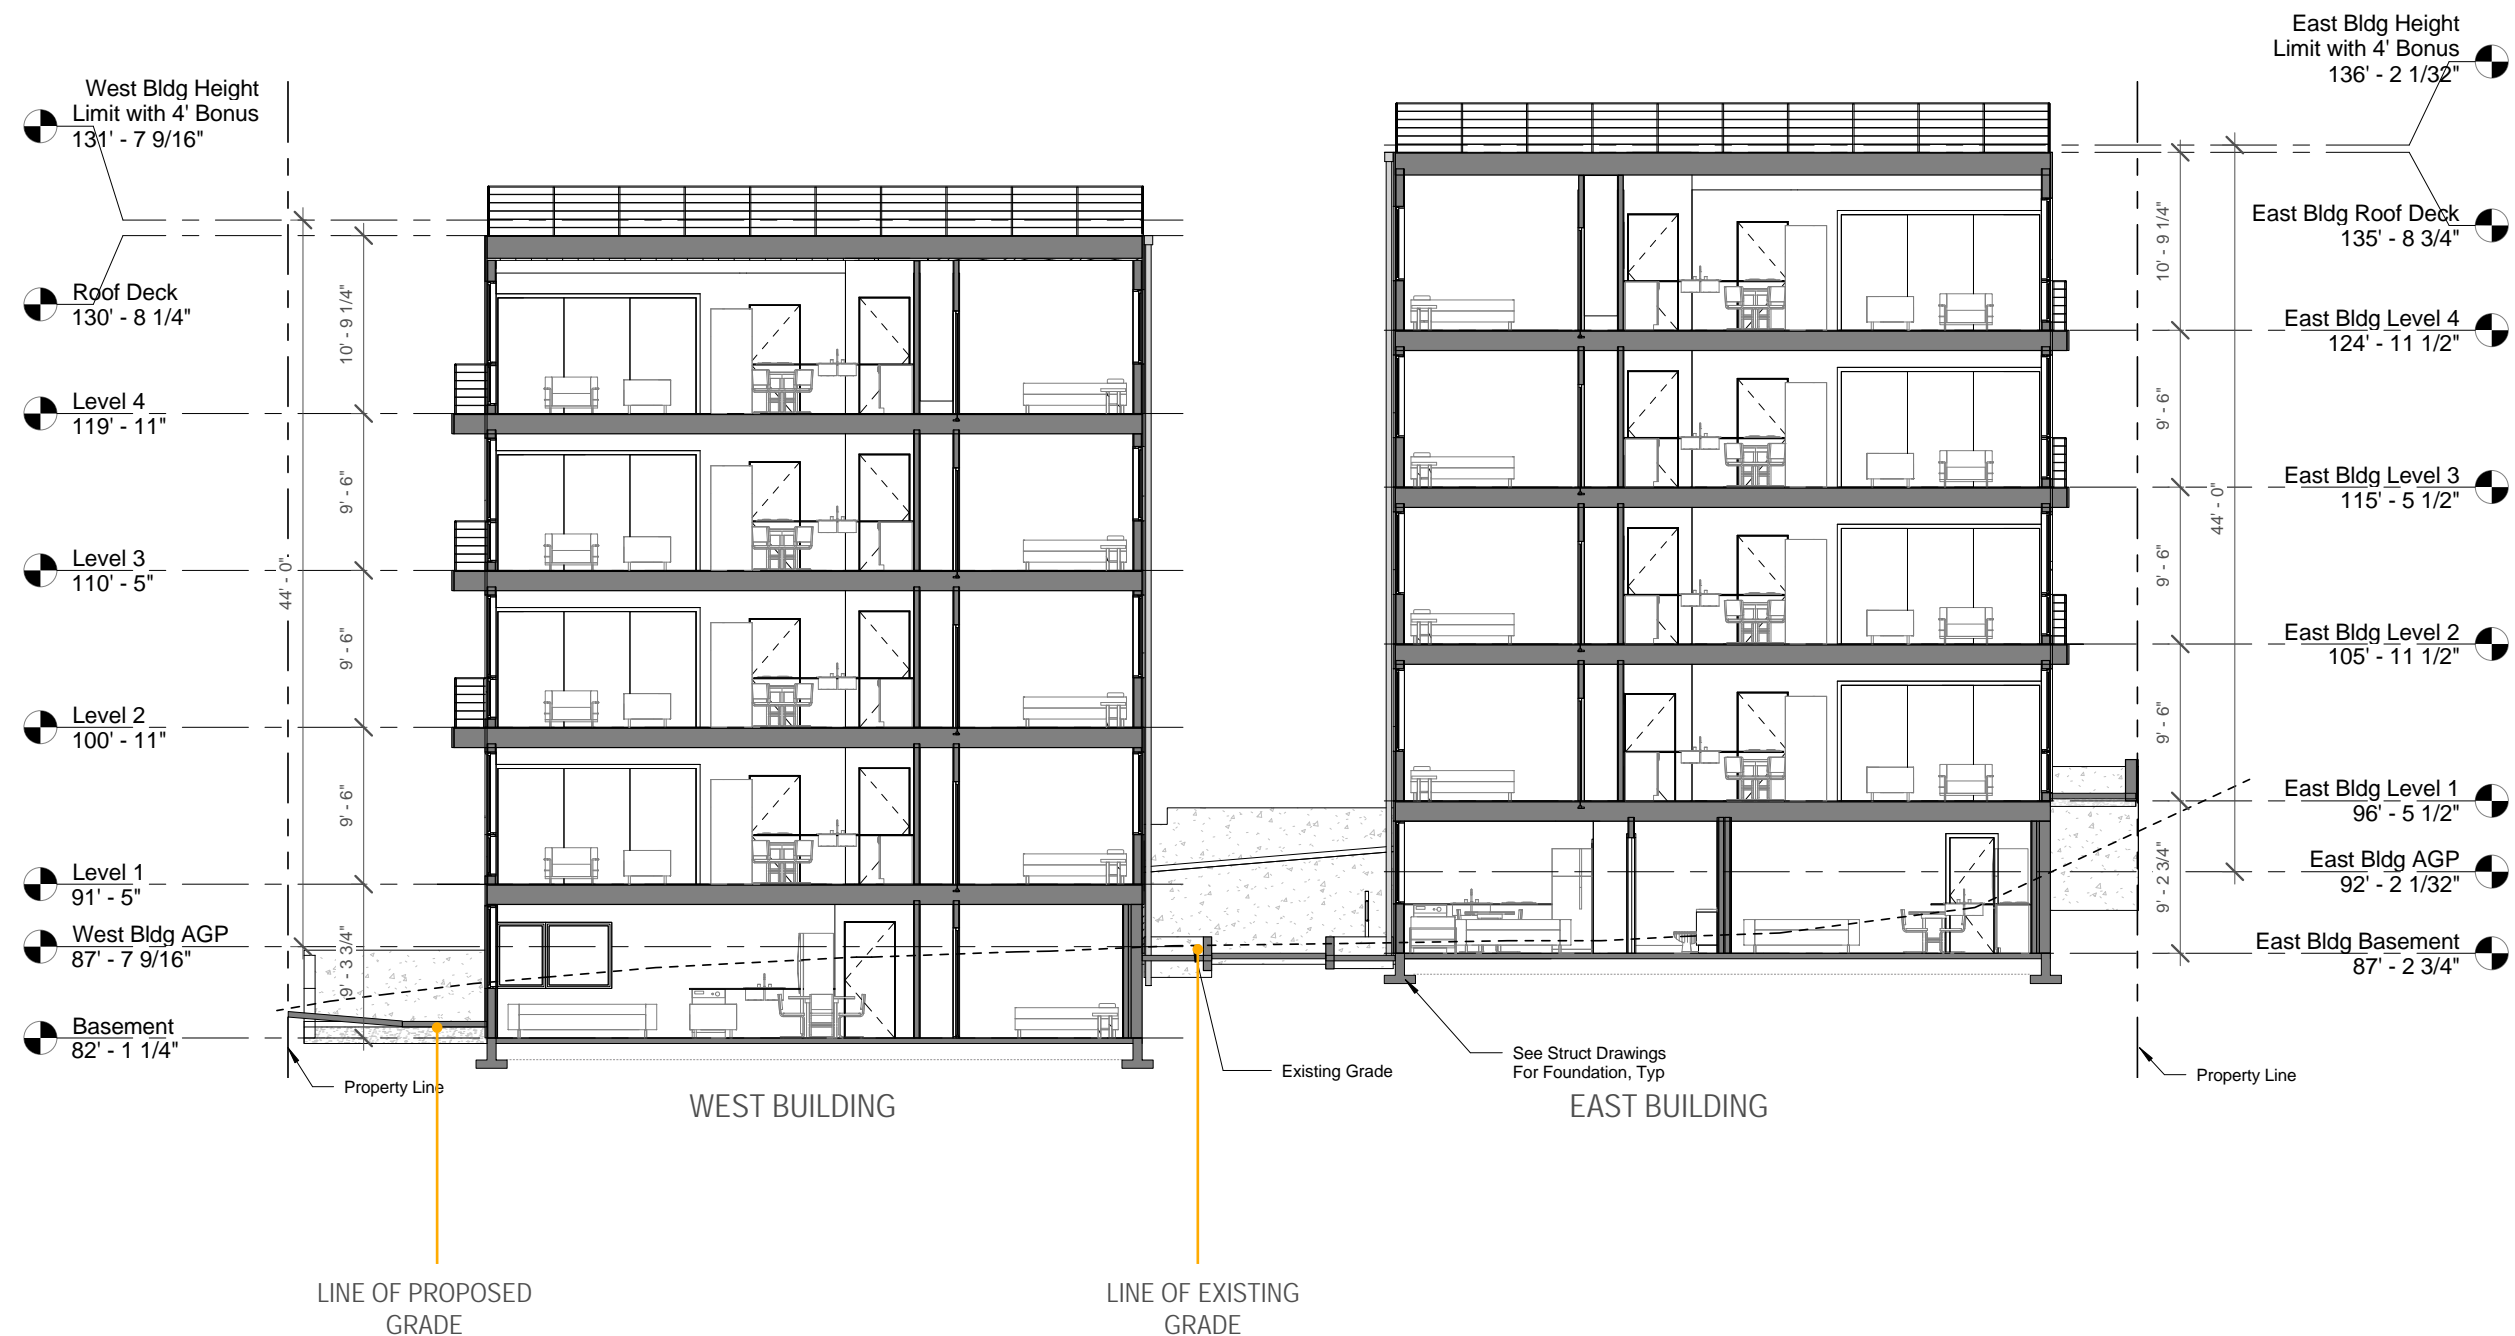 West Bldg Height
Limit with 4' Bonus
131' - 7 9/16"
Roof Deck
130' - 8 1/4"
Level 4
119' - 11"
Level 3
110' - 5"
Level 2
100' - 11"
Level 1
91' - 5"
West Bldg AGP
87' - 7 9/16"
Basement
82' - 1 1/4"
44' - 0"
10' - 9 1/4"
9' - 6"
9' - 6"
9' - 6"
9' - 3 3/4"
Property Line
WEST BUILDING
Existing Grade
See Struct Drawings
For Foundation, Typ
EAST BUILDING
Property Line
East Bldg Height
Limit with 4' Bonus
136' - 2 1/32"
East Bldg Roof Deck
135' - 8 3/4"
East Bldg Level 4
124' - 11 1/2"
East Bldg Level 3
115' - 5 1/2"
East Bldg Level 2
105' - 11 1/2"
East Bldg Level 1
96' - 5 1/2"
East Bldg AGP
92' - 2 1/32"
East Bldg Basement
87' - 2 3/4"
10' - 9 1/4"
9' - 6"
9' - 6"
9' - 6"
9' - 2 3/4"
44' - 0"
LINE OF PROPOSED
GRADE
LINE OF EXISTING
GRADE